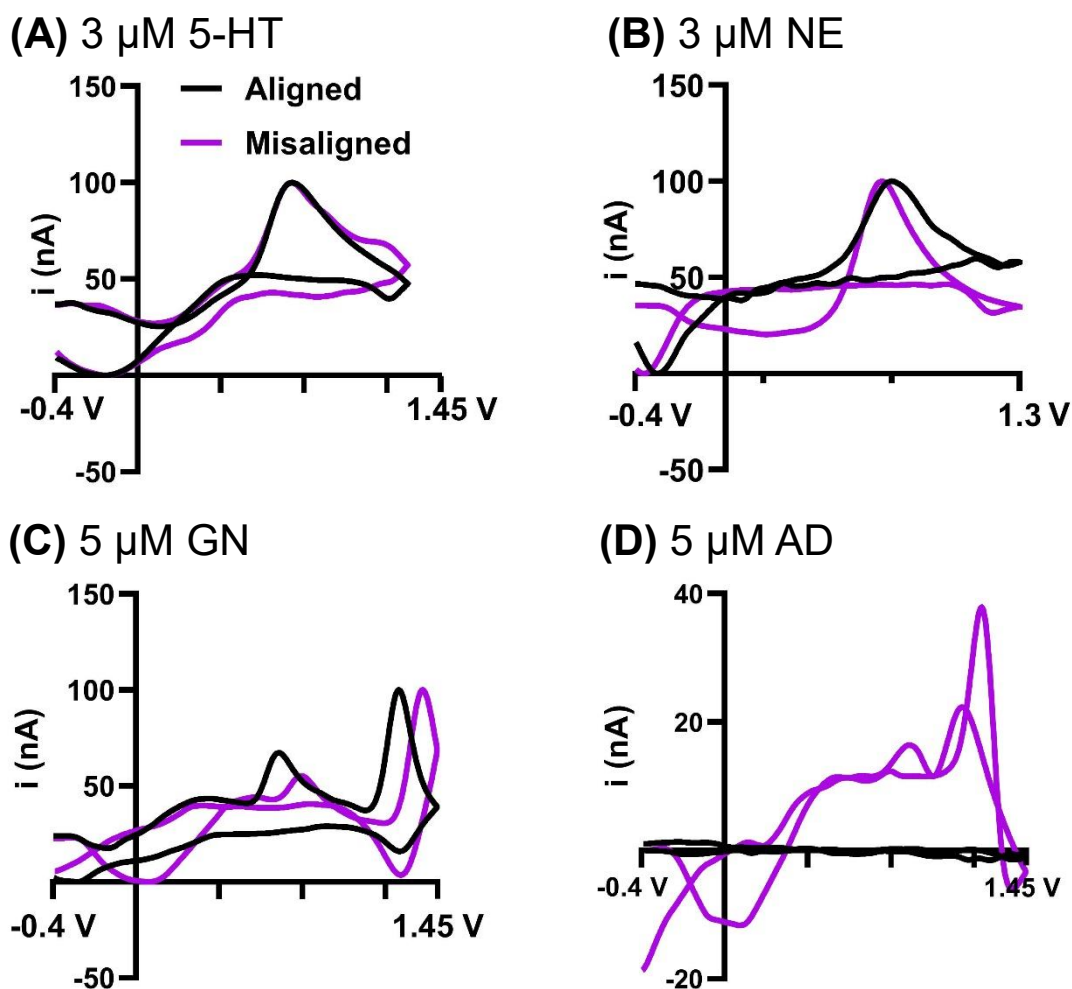 (A) 3 µM 5-HT
(B) 3 µM NE
150
Aligned
Misaligned
100
50
-50
i (nA)
-0.4 V
1.45 V
150
100
50
-50
i (nA)
-0.4 V
1.3 V
(C) 5 µM GN
(D) 5 µM AD
150
100
50
-50
i (nA)
-0.4 V
1.45 V
40
20
-20
i (nA)
-0.4 V
1.45 V